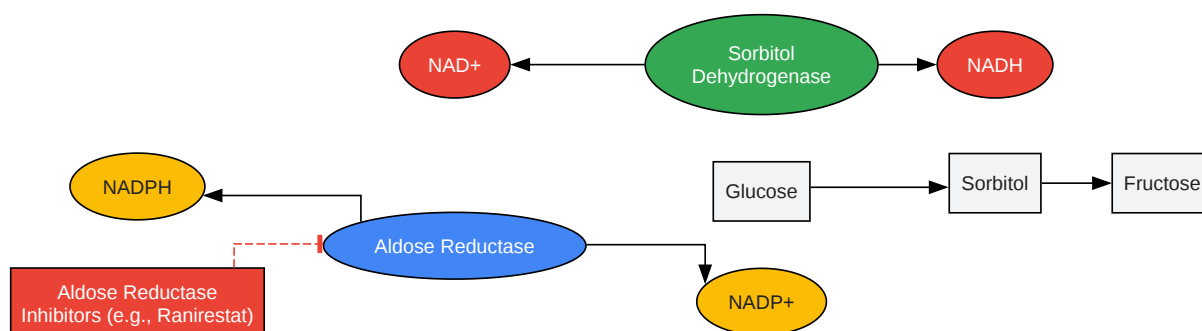 NAD+
Sorbitol
Dehydrogenase
NADH
NADPH
Glucose
Sorbitol
Fructose
Aldose Reductase
Aldose Reductase
Inhibitors (e.g., Ranirestat)
NADP+